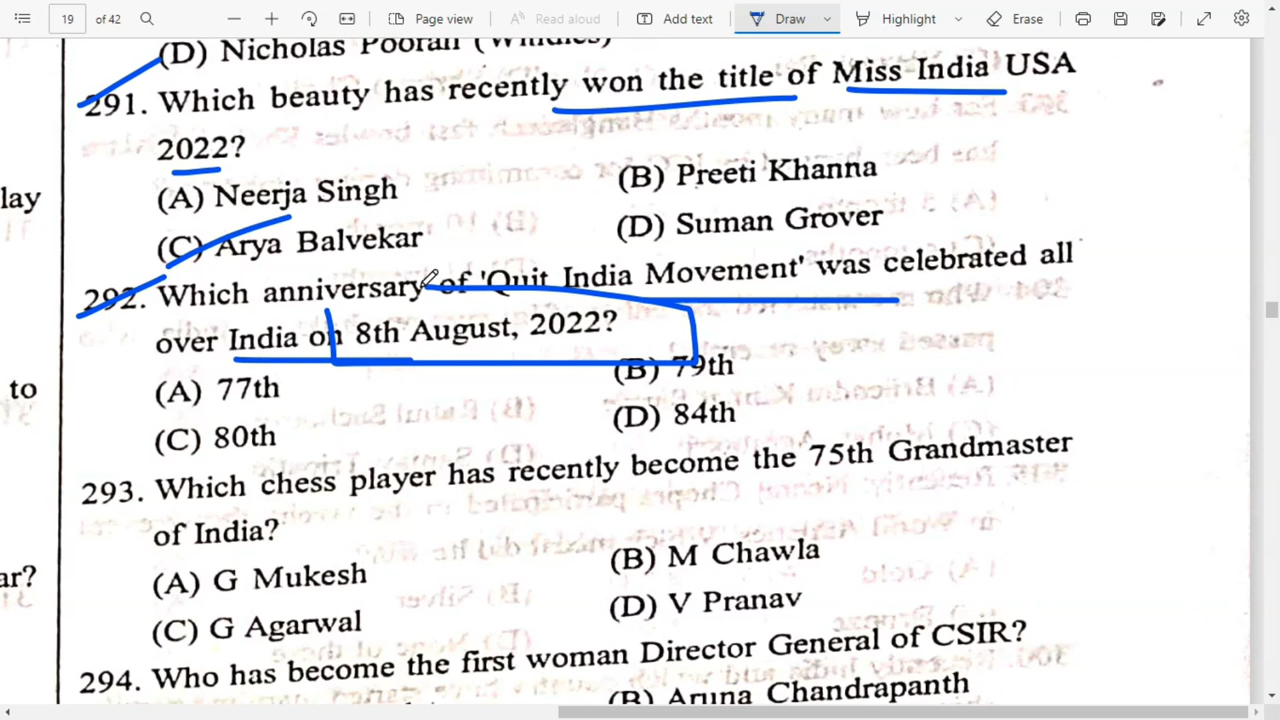 19 of 42
Page view
Read aloud
Add text
Draw
Highlight
Erase
(D) Nicholas Pooran (Windies)
291. Which beauty has recently won the title of Miss India USA
2022?
(A) Neerja Singh (B) Preeti Khanna
(C) Arya Balvekar (D) Suman Grover
292. Which anniversary of 'Quit India Movement' was celebrated all
over India on 8th August, 2022?
(A) 77th (B) 79th
(C) 80th (D) 84th
293. Which chess player has recently become the 75th Grandmaster
of India?
(A) G Mukesh (B) M Chawla
(C) G Agarwal (D) V Pranav
294. Who has become the first woman Director General of CSIR?
(B) Aruna Chandrapanth
lay
to
ar?